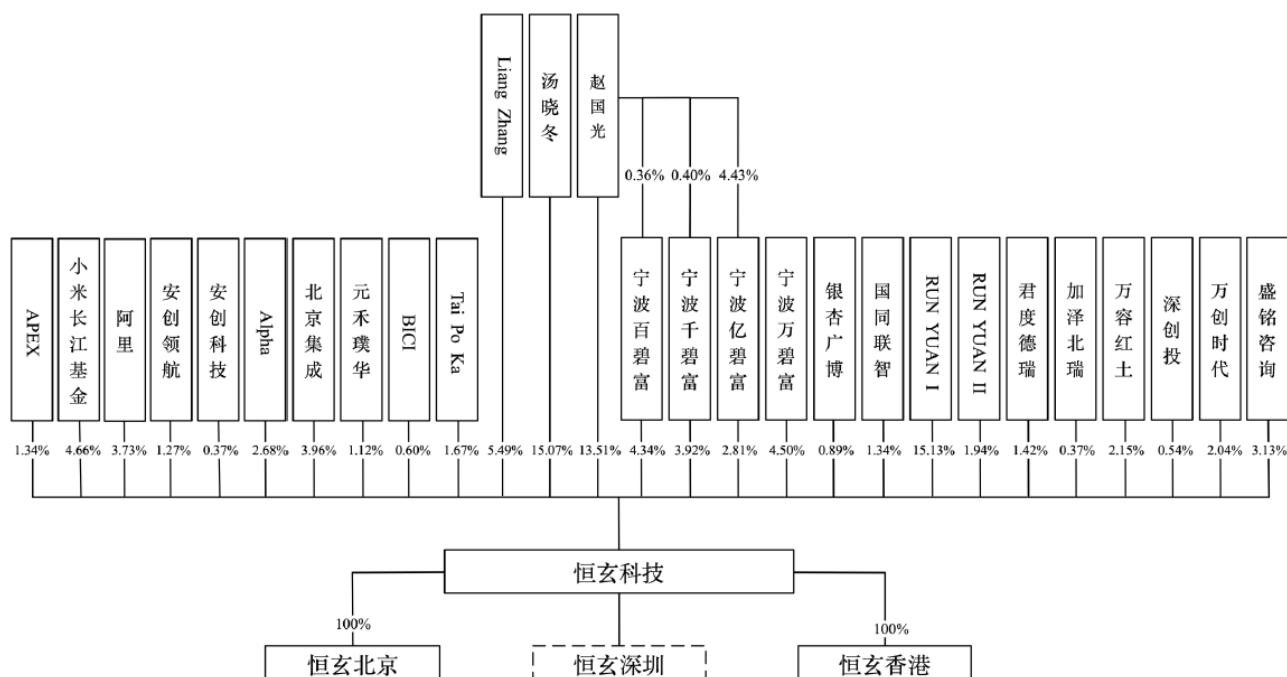 Liang Zhang
汤晓冬
赵国光
0.36%
0.40%
4.43%
APEX
小米长江基金
阿里
安创领航
安创科技
Alpha
北京集成
元禾璞华
BICI
Tai Po Ka
宁波百碧富
宁波千碧富
宁波亿碧富
宁波万碧富
银杏广博
国同联智
RUN YUAN I
RUN YUAN II
君度德瑞
加泽北瑞
万容红土
深创投
万创时代
盛铭咨询
1.34%
4.66%
3.73%
1.27%
0.37%
2.68%
3.96%
1.12%
0.60%
1.67%
5.49%
15.07%
13.51%
4.34%
3.92%
2.81%
4.50%
0.89%
1.34%
15.13%
1.94%
1.42%
0.37%
2.15%
0.54%
2.04%
3.13%
恒玄科技
100%
100%
恒玄北京
恒玄深圳
恒玄香港